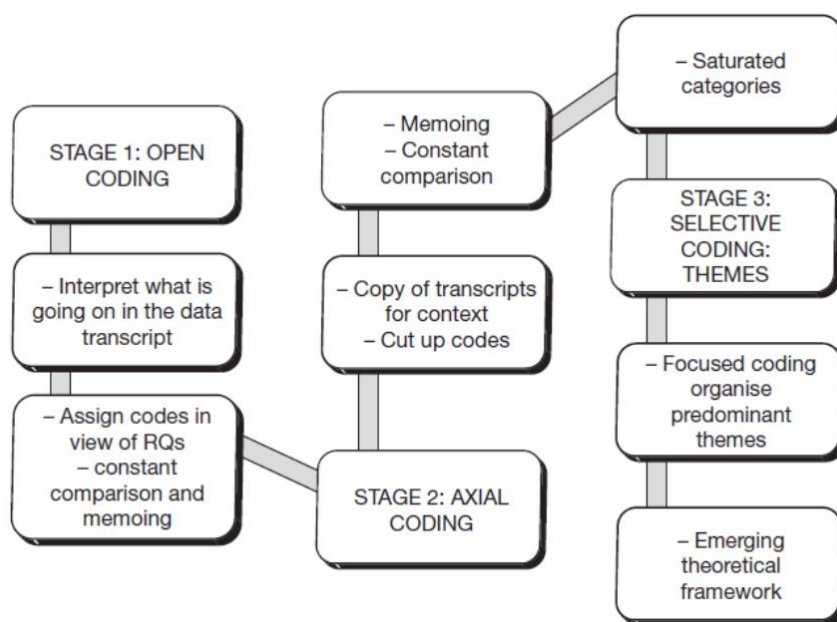 STAGE 1: OPEN
CODING
– Interpret what is
going on in the data
transcript
– Assign codes in
view of RQs
– constant
comparison and
memoing
STAGE 2: AXIAL
CODING
– Copy of transcripts
for context
– Cut up codes
– Memoing
– Constant
comparison
– Saturated
categories
STAGE 3:
SELECTIVE
CODING:
THEMES
– Focused coding
organise
predominant
themes
– Emerging
theoretical
framework